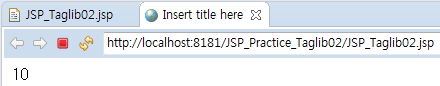 JSP_Taglib02.jsp Insert title here
http://localhost:8181/JSP_Practice_Taglib02/JSP_Taglib02.jsp
10